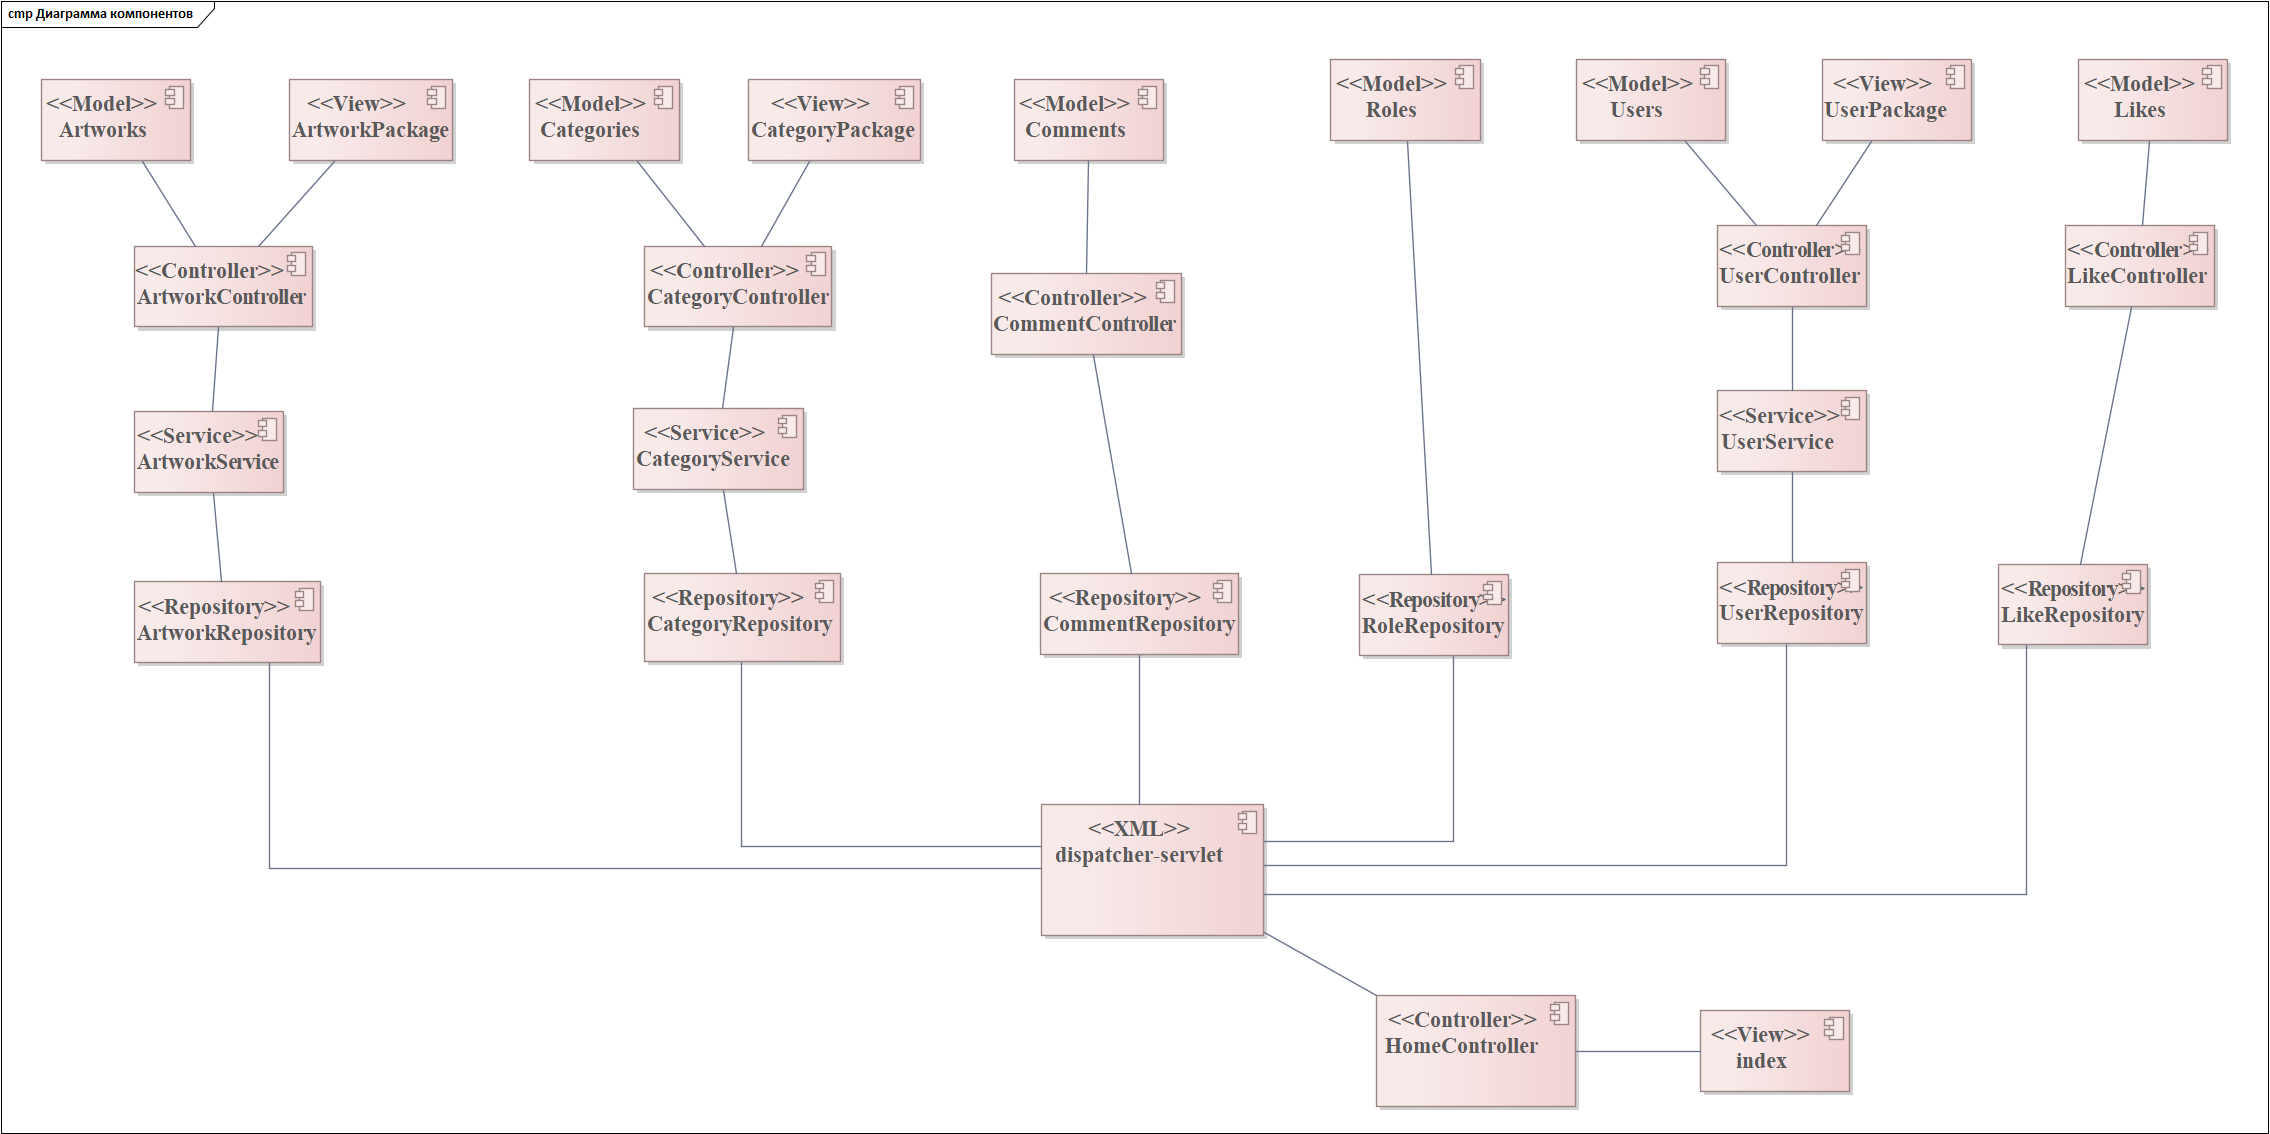 cmp Диаграмма компонентов
<<Model>>
Artworks
<<View>>
ArtworkPackage
<<Model>>
Categories
<<View>>
CategoryPackage
<<Model>>
Comments
<<Model>>
Roles
<<Model>>
Users
<<View>>
UserPackage
<<Model>>
Likes
<<Controller>>
ArtworkController
<<Controller>>
CategoryController
<<Controller>>
CommentController
<<Controller>>
UserController
<<Controller>>
LikeController
<<Service>>
ArtworkService
<<Service>>
CategoryService
<<Service>>
UserService
<<Repository>>
ArtworkRepository
<<Repository>>
CategoryRepository
<<Repository>>
CommentRepository
<<Repository>>
RoleRepository
<<Repository>>
UserRepository
<<Repository>>
LikeRepository
<<XML>>
dispatcher-servlet
<<Controller>>
HomeController
<<View>>
index